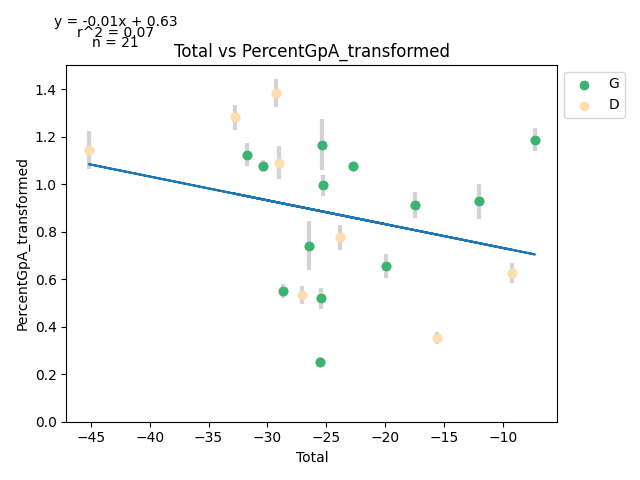 y = -0.01x + 0.63
r^2 = 0.07
n = 21
Total vs PercentGpA_transformed
G
D
PercentGpA_transformed
1.4
1.2
1.0
0.8
0.6
0.4
0.2
0.0
−45 −40 −35 −30 −25 −20 −15 −10
Total